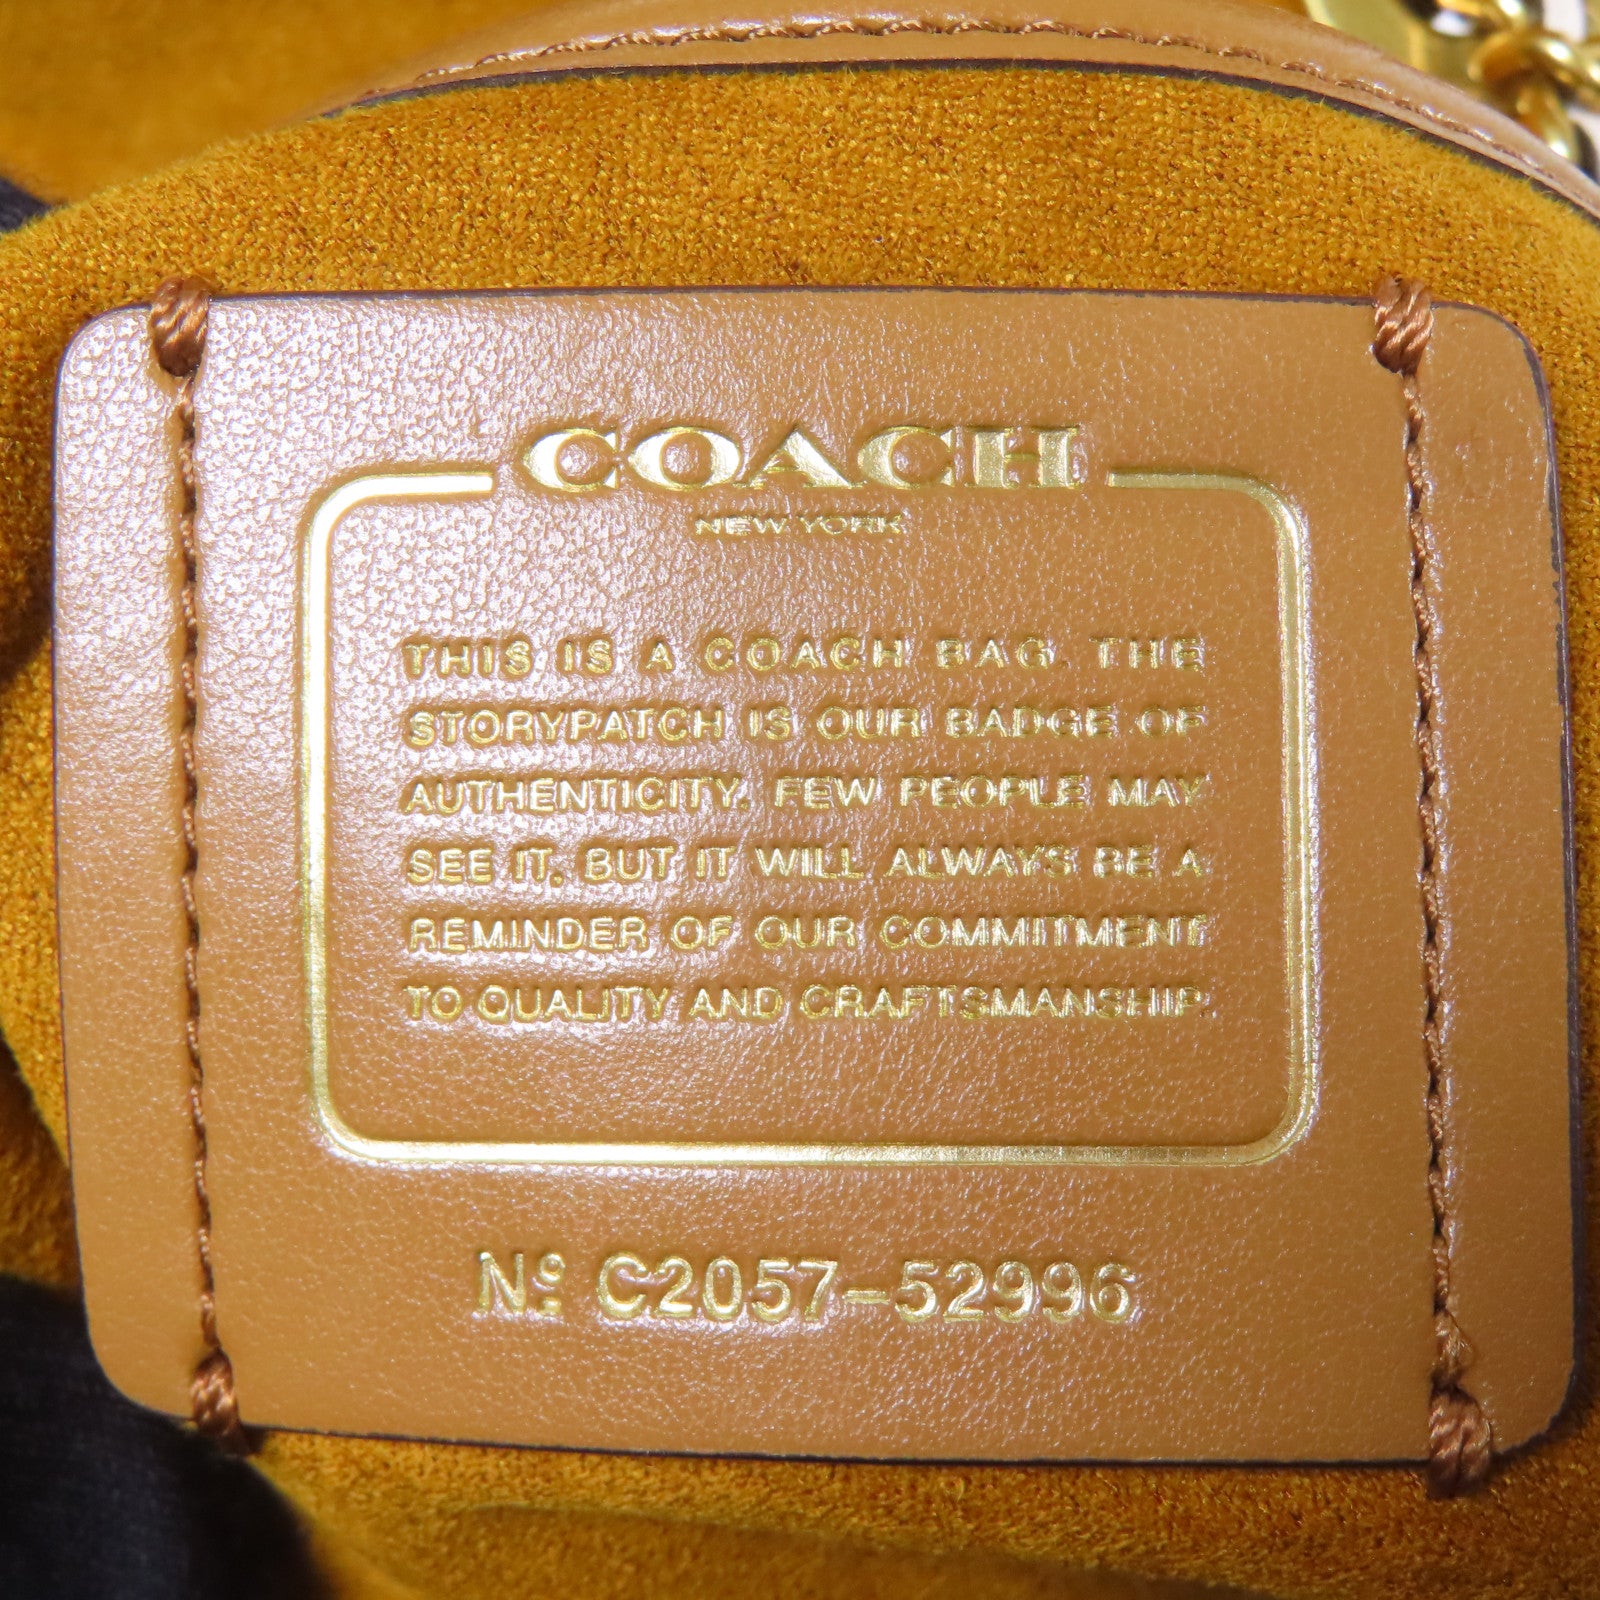 COACH
NEW YORK
THIS IS A COACH BAG. THE
STORYPATCH IS OUR BADGE OF
AUTHENTICITY. FEW PEOPLE MAY
SEE IT, BUT IT WILL ALWAYS BE A
REMINDER OF OUR COMMITMENT
TO QUALITY AND CRAFTSMANSHIP.
Nº C2057-52996